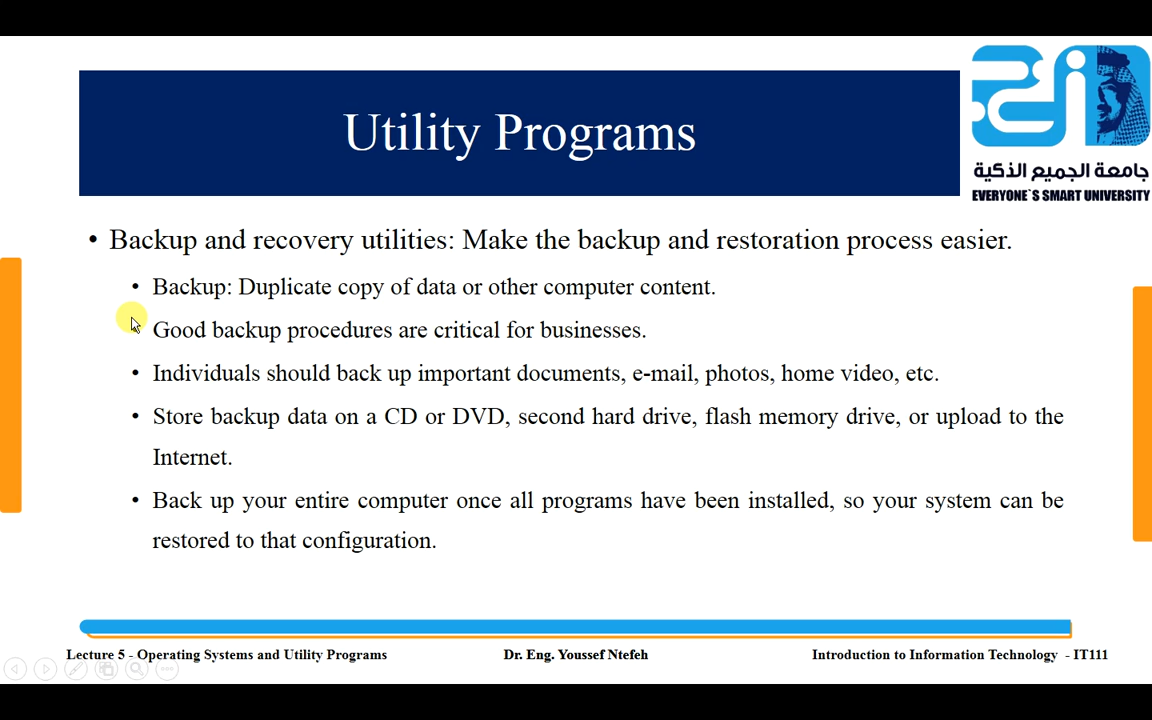 Utility Programs
جامعة الجميع الذكية
EVERYONE`S SMART UNIVERSITY
• Backup and recovery utilities: Make the backup and restoration process easier.
• Backup: Duplicate copy of data or other computer content.
Good backup procedures are critical for businesses.
• Individuals should back up important documents, e-mail, photos, home video, etc.
• Store backup data on a CD or DVD, second hard drive, flash memory drive, or upload to the
Internet.
• Back up your entire computer once all programs have been installed, so your system can be
restored to that configuration.
Lecture 5 - Operating Systems and Utility Programs
Dr. Eng. Youssef Ntefeh
Introduction to Information Technology - IT111